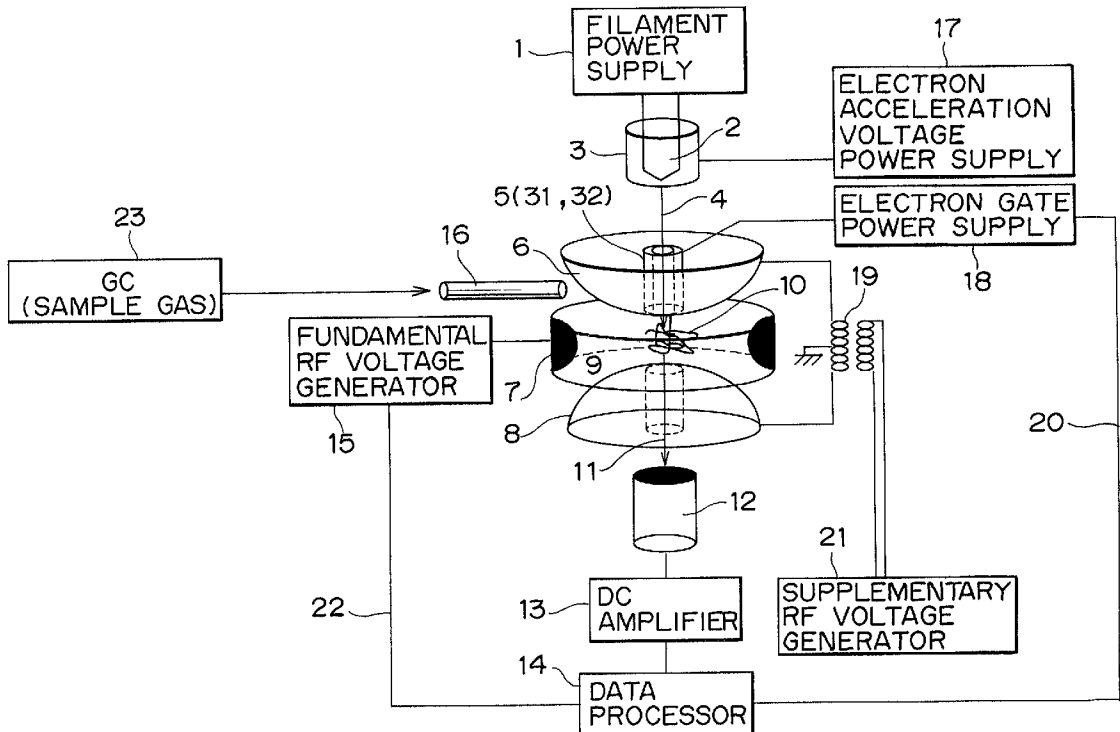 FILAMENT
POWER
SUPPLY
1
17
ELECTRON
ACCELERATION
VOLTAGE
POWER SUPPLY
2
3
5(31,32)
4
ELECTRON GATE
POWER SUPPLY
18
23
GC
(SAMPLE GAS)
16
6
10
19
FUNDAMENTAL
RF VOLTAGE
GENERATOR
15
7
9
8
11
20
12
22
13
DC
AMPLIFIER
21
SUPPLEMENTARY
RF VOLTAGE
GENERATOR
14
DATA
PROCESSOR